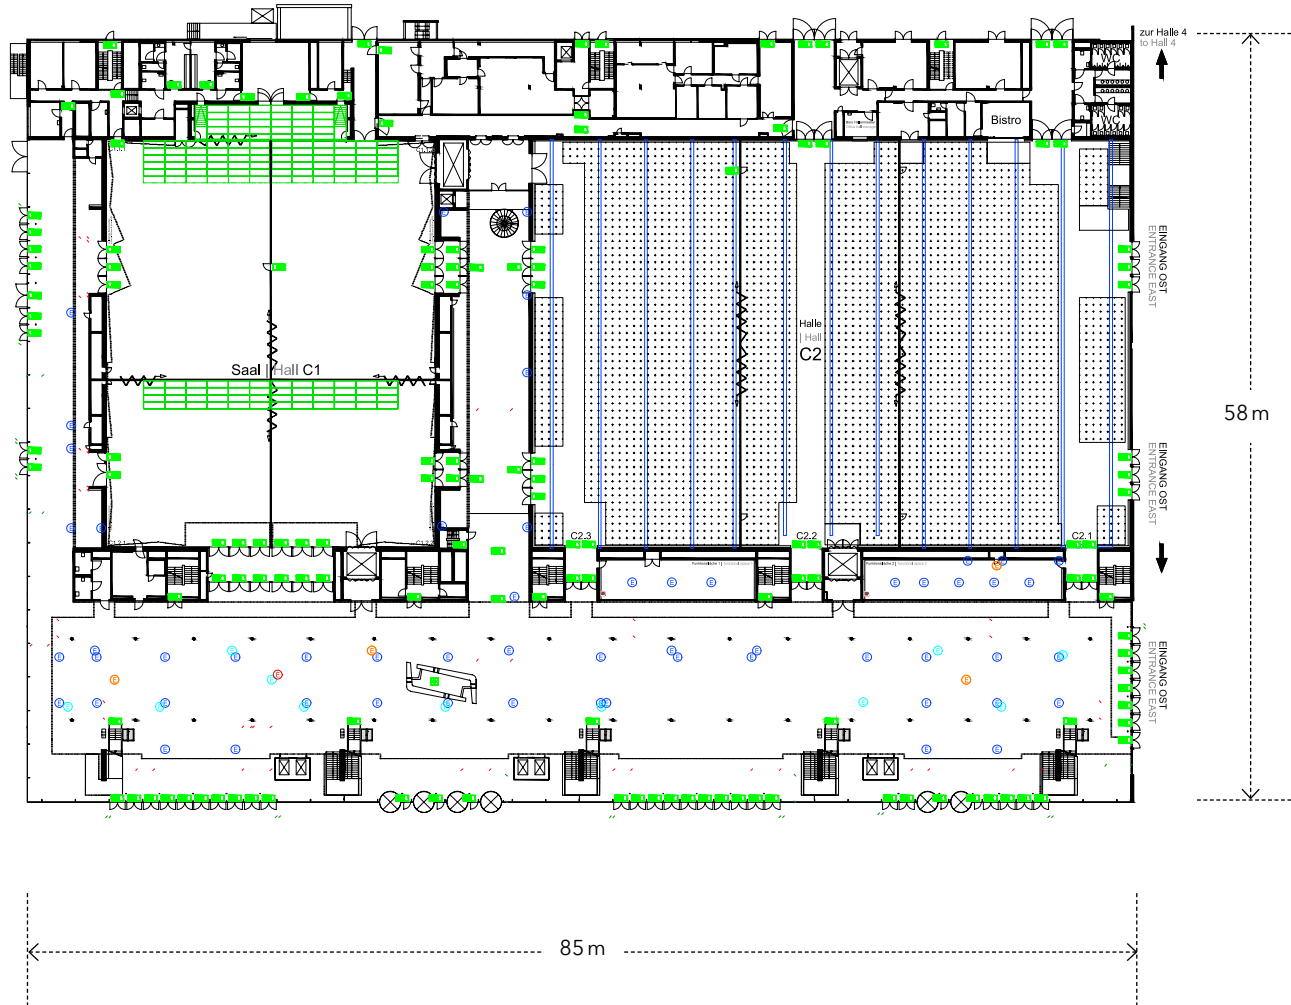 zur Halle 4
to Hall 4
WC
Bistro
WC
EINGANG OST
ENTRANCE EAST
Halle
| Hall
C2
Saal | Hall C1
58 m
EINGANG OST
ENTRANCE EAST
C2.3
C2.2
C2.1
EINGANG OST
ENTRANCE EAST
85 m